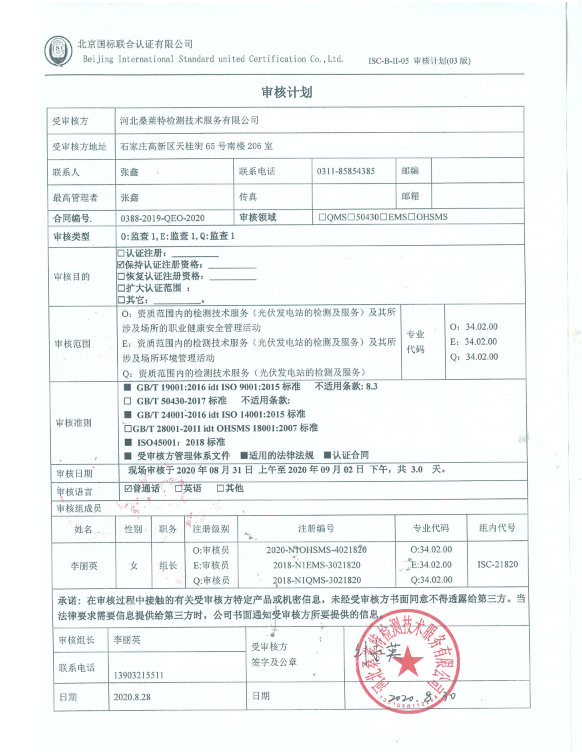 北京国标联合认证有限公司
Beijing International Standard united Certification Co.,Ltd.
ISC-B-II-05 审核计划(03 版)
审核计划
受审核方 河北桑莱特检测技术服务有限公司
受审核方地址 石家庄高新区天桂街 65 号南楼 206 室
联系人 张鑫 联系电话 0311-85854385 邮编
最高管理者 张鑫 传真 邮箱
合同编号. 0388-2019-QEO-2020 审核领域 □QMS□50430□EMS□OHSMS
审核类型 O:监查 1,E:监查 1,Q:监查 1
审核目的
□认证注册:
☑保持认证注册资格:
□恢复认证注册资格:
□扩大认证范围 :
□其它: 。
审核范围
O: 资质范围内的检测技术服务(光伏发电站的检测及服务)及其所
涉及场所的职业健康安全管理活动
E: 资质范围内的检测技术服务(光伏发电站的检测及服务)及其所
涉及场所环境管理活动
Q: 资质范围内的检测技术服务(光伏发电站的检测及服务)
专业
代码
O: 34.02.00
E: 34.02.00
Q: 34.02.00
审核准则
■ GB/T 19001:2016 idt ISO 9001:2015 标准 不适用条款: 8.3
□ GB/T 50430-2017 标准 不适用条款:
■ GB/T 24001-2016 idt ISO 14001:2015 标准
□GB/T 28001-2011 idt OHSMS 18001:2007 标准
■ ISO45001: 2018 标准
■ 受审核方管理体系文件 ■适用的法律法规 ■认证合同
审核日期 现场审核于 2020 年 08 月 31 日 上午至 2020 年 09 月 02 日 下午, 共 3.0 天。
审核语言 ☑普通话 □英语 □其他
审核组成员
姓名 性别 职务 注册级别 注册编号 专业代码 组内代号
李丽英 女 组长
O:审核员 2020-N1OHSMS-4021820 O:34.02.00
E:审核员 2018-N1EMS-3021820 E:34.02.00
Q:审核员 2018-N1QMS-3021820 Q:34.02.00
ISC-21820
承诺: 在审核过程中接触的有关受审核方特定产品或机密信息, 未经受审核方书面同意不得透露给第三方。当
法律要求需要信息提供给第三方时, 公司书面通知受审核方所要提供的信息。
审核组长 李丽英
受审核方
签字及公章
联系电话 13903215511
日期 2020.8.28 日期 2020.8.30
河北桑莱特检测技术服务有限公司